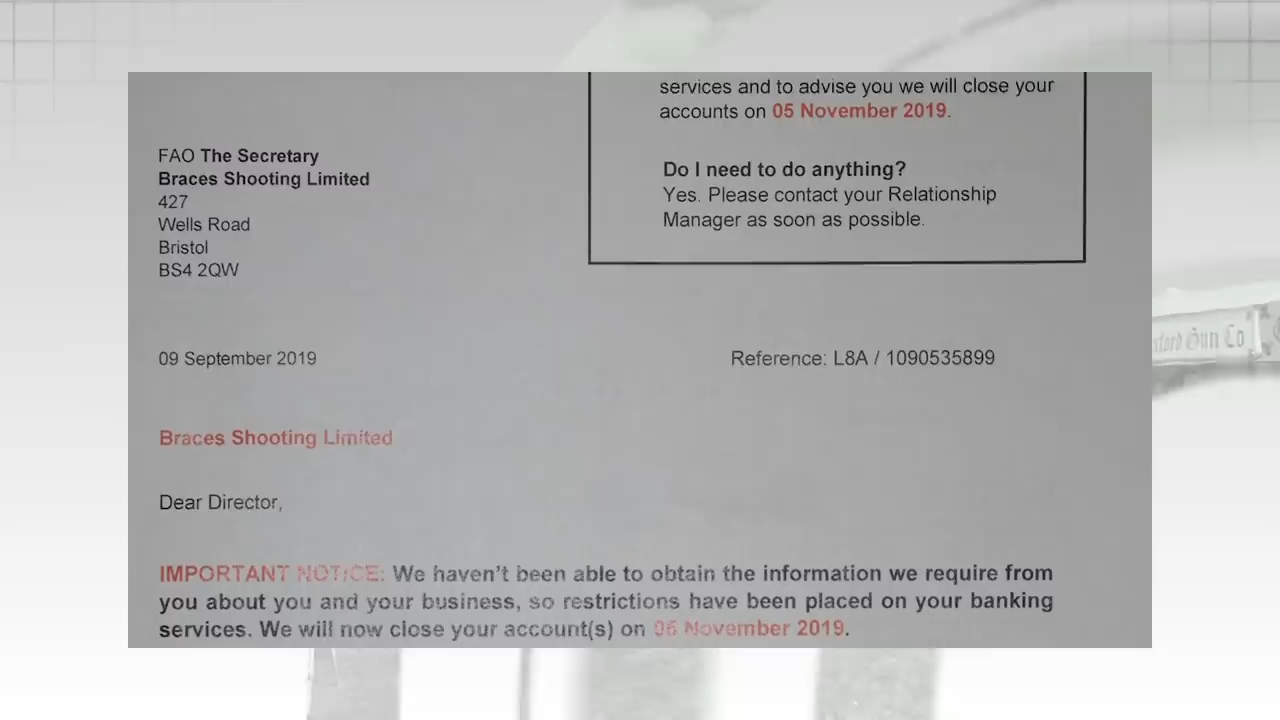 services and to advise you we will close your
accounts on 05 November 2019.
Do I need to do anything?
Yes. Please contact your Relationship
Manager as soon as possible.
FAO The Secretary
Braces Shooting Limited
427
Wells Road
Bristol
BS4 2QW
09 September 2019
Reference: L8A / 1090535899
Braces Shooting Limited
Dear Director,
IMPORTANT NOTICE: We haven't been able to obtain the information we require from
you about you and your business, so restrictions have been placed on your banking
services. We will now close your account(s) on 06 November 2019.
Gun Co